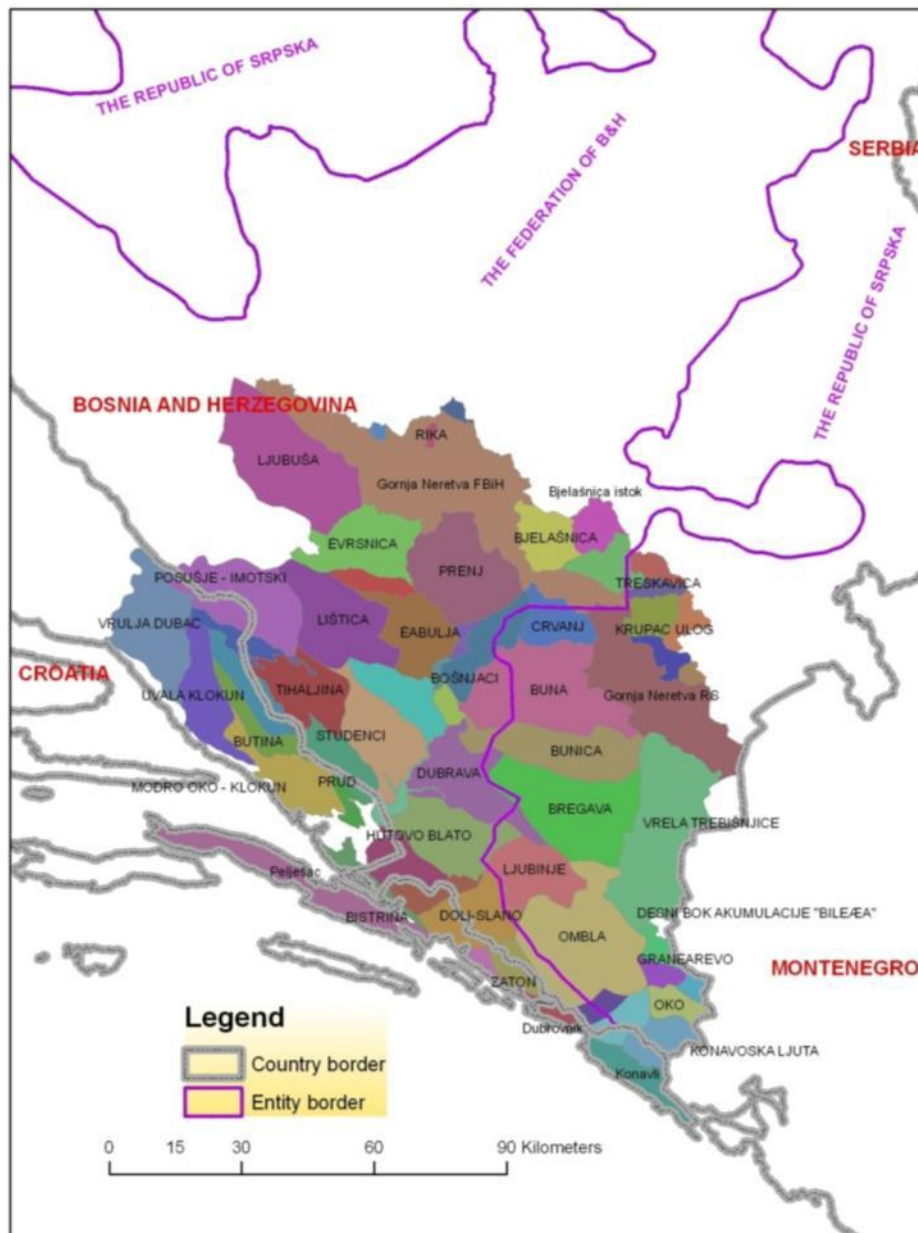 THE REPUBLIC OF SRPSKA
THE FEDERATION OF B&H
SERBIA
THE REPUBLIC OF SRPSKA
BOSNIA AND HERZEGOVINA
RIKA
LJUBUŠA
Gornja Neretva FBiH
Bjelašnica istok
EVRSNICA
BJELAŠNICA
PRENJ
POSUŠJE - IMOTSKI
TRESKAVICA
VRULJA DUBAC
LIŠTICA
EABULJA
CRVANJ
KRUPAC ULOG
CROATIA
UVALA KLOKUN
TIHALJINA
BOŠNJACI
BUNA
Gornja Neretva RS
BUTINA
STUDENCI
BUNICA
MODRO OKO - KLOKUN
PRUD
DUBRAVA
BREGAVA
VRELA TREBIŠNJICE
HUTOVO BLATO
LJUBINJE
Pelješac
BISTRINA
DOLI-SLANO
DESNI BOK AKUMULACIJE "BILEÆA"
OMBLA
GRANEAREVO
MONTENEGRO
ZATON
OKO
Dubrovnik
KONAVOSKA LJUTA
Konavli
Legend
Country border
Entity border
0 15 30 60 90 Kilometers